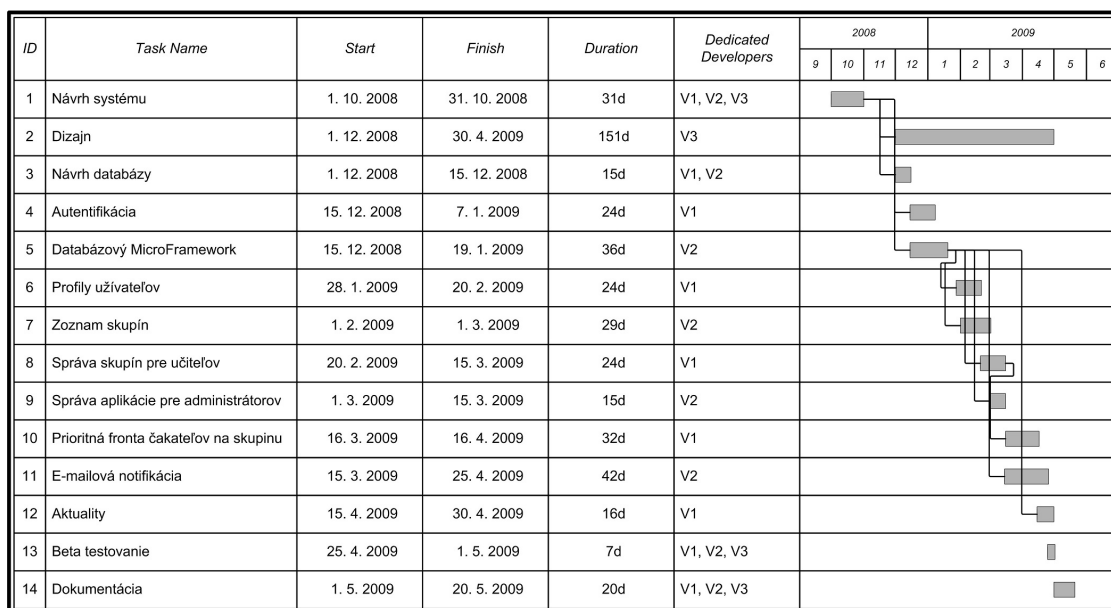 ID Task Name Start Finish Duration Dedicated Developers 2008 2009
9 10 11 12 1 2 3 4 5 6
1 Návrh systému 1. 10. 2008 31. 10. 2008 31d V1, V2, V3
2 Dizajn 1. 12. 2008 30. 4. 2009 151d V3
3 Návrh databázy 1. 12. 2008 15. 12. 2008 15d V1, V2
4 Autentifikácia 15. 12. 2008 7. 1. 2009 24d V1
5 Databázový MicroFramework 15. 12. 2008 19. 1. 2009 36d V2
6 Profily užívateľov 28. 1. 2009 20. 2. 2009 24d V1
7 Zoznam skupín 1. 2. 2009 1. 3. 2009 29d V2
8 Správa skupín pre učiteľov 20. 2. 2009 15. 3. 2009 24d V1
9 Správa aplikácie pre administrátorov 1. 3. 2009 15. 3. 2009 15d V2
10 Prioritná fronta čakateľov na skupinu 16. 3. 2009 16. 4. 2009 32d V1
11 E-mailová notifikácia 15. 3. 2009 25. 4. 2009 42d V2
12 Aktuality 15. 4. 2009 30. 4. 2009 16d V1
13 Beta testovanie 25. 4. 2009 1. 5. 2009 7d V1, V2, V3
14 Dokumentácia 1. 5. 2009 20. 5. 2009 20d V1, V2, V3